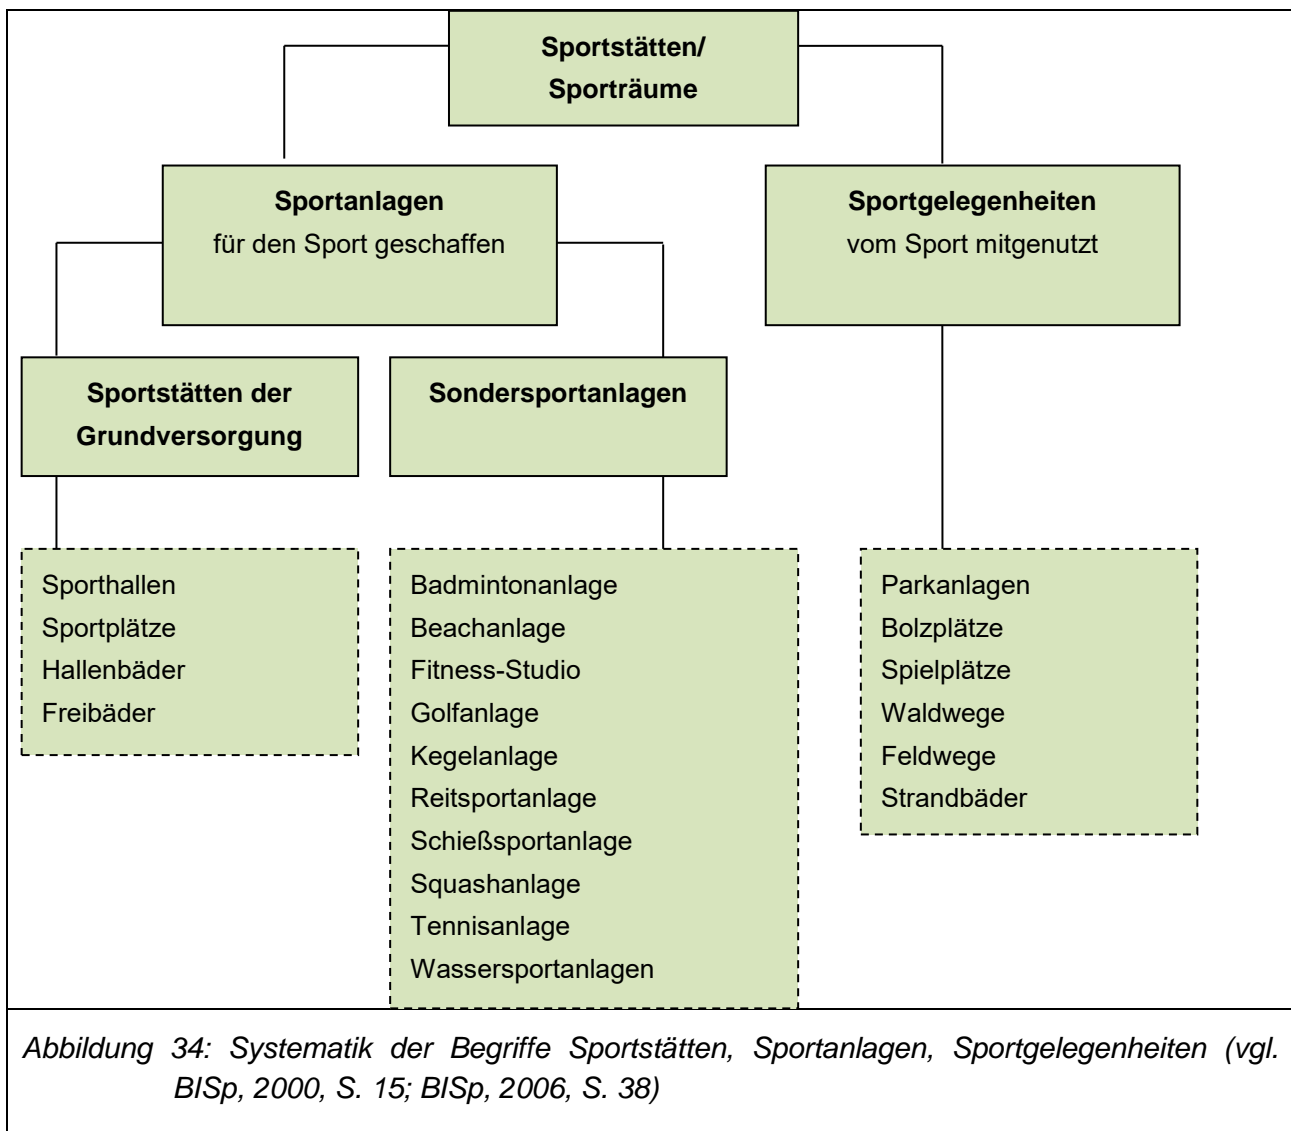 Sportstätten/
Sporträume
Sportanlagen
für den Sport geschaffen
Sportgelegenheiten
vom Sport mitgenutzt
Sportstätten der
Grundversorgung
Sondersportanlagen
Sporthallen
Sportplätze
Hallenbäder
Freibäder
Badmintonanlage
Beachanlage
Fitness-Studio
Golfanlage
Kegelanlage
Reitsportanlage
Schießsportanlage
Squashanlage
Tennisanlage
Wassersportanlagen
Parkanlagen
Bolzplätze
Spielplätze
Waldwege
Feldwege
Strandbäder
Abbildung 34: Systematik der Begriffe Sportstätten, Sportanlagen, Sportgelegenheiten (vgl.
BISp, 2000, S. 15; BISp, 2006, S. 38)